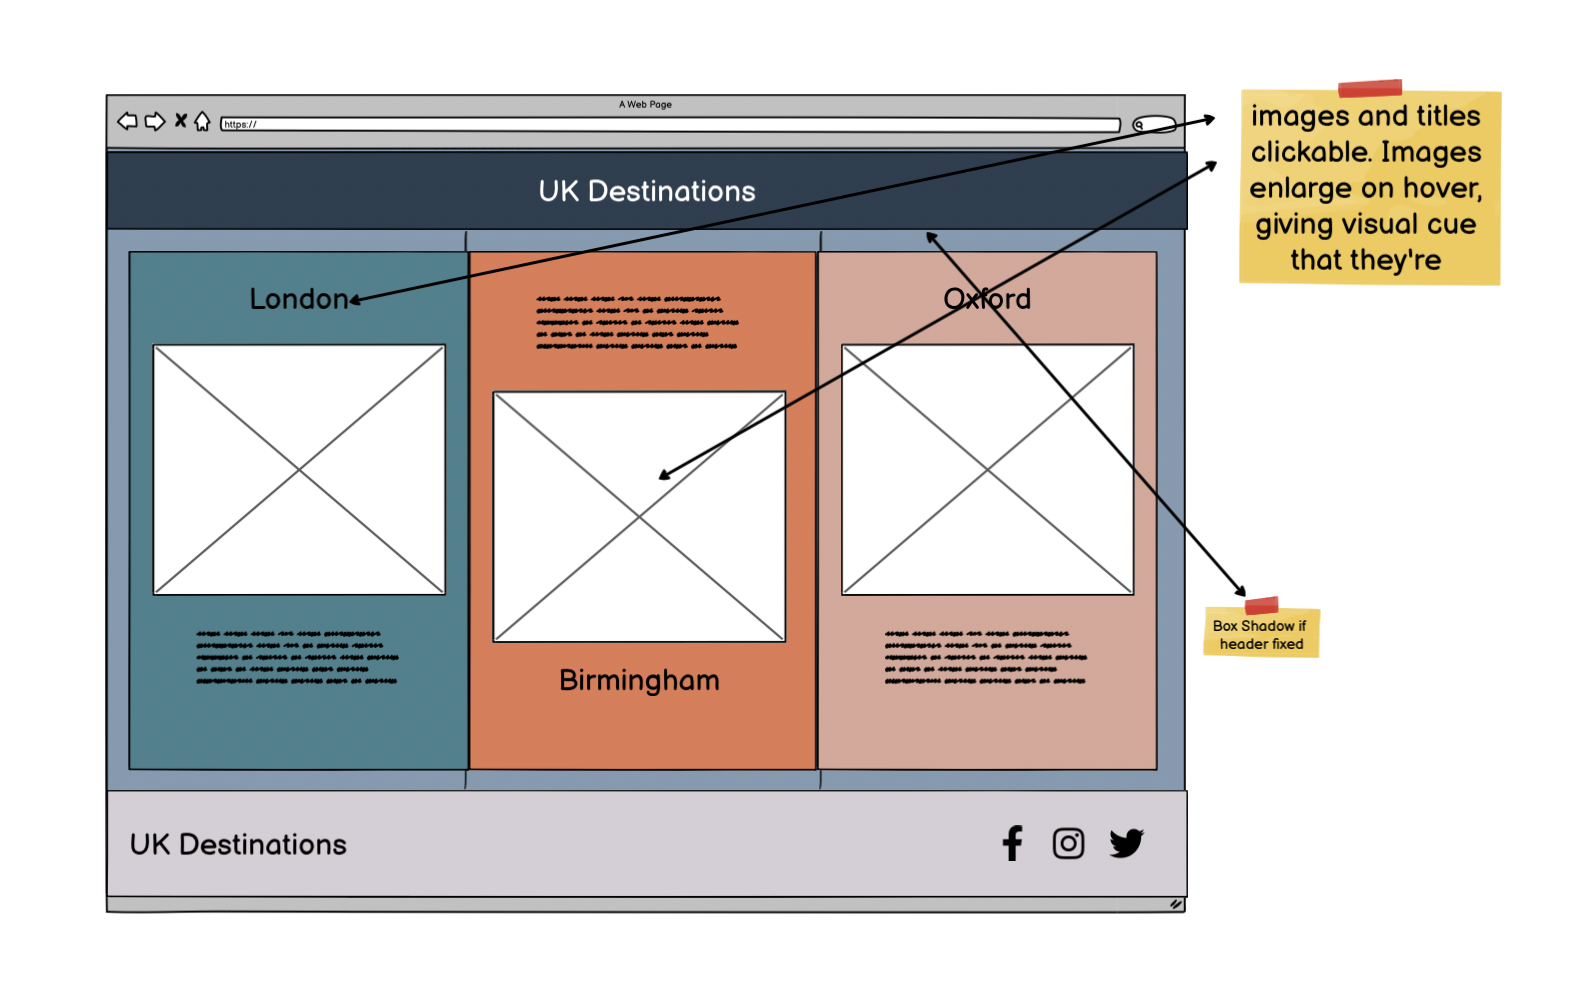 A Web Page
https://
UK Destinations
London
Oxford
Birmingham
UK Destinations
images and titles
clickable. Images
enlarge on hover,
giving visual cue
that they're
Box Shadow if
header fixed